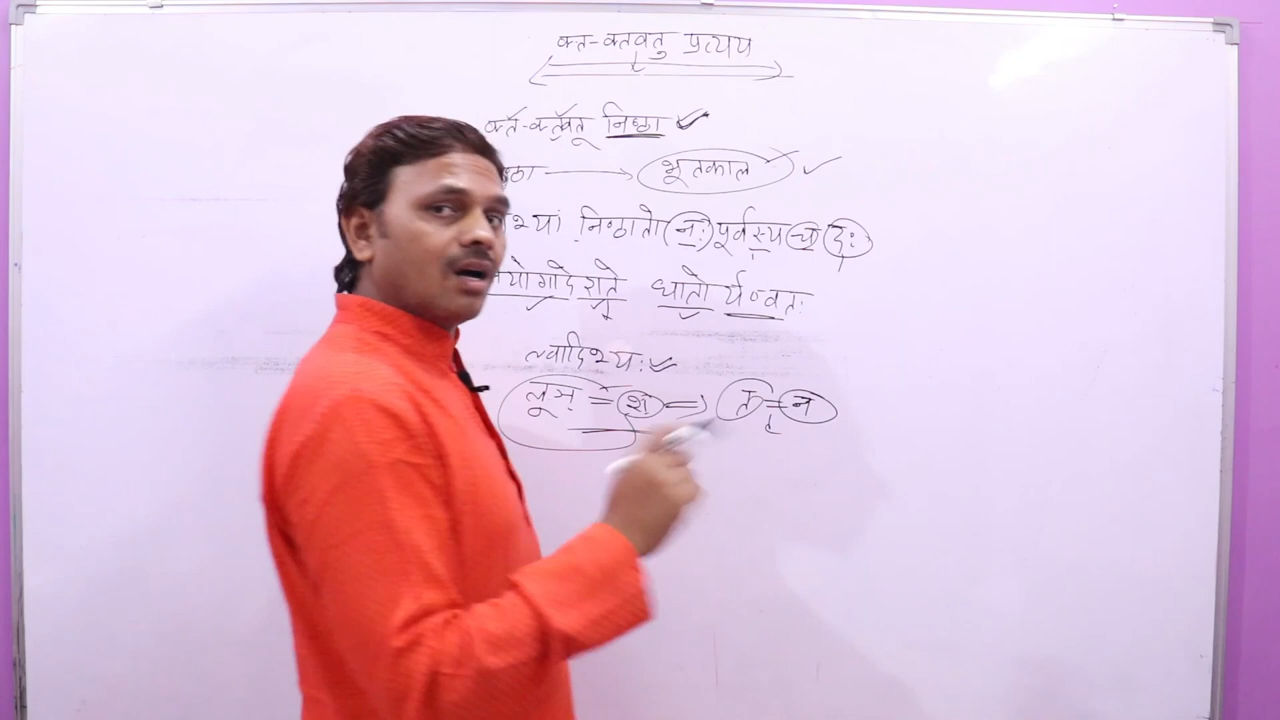 क्त-क्तवतु प्रत्यय
क्त-क्तवतू निष्ठा
ष्ठा → भूतकाल
भ्यां निष्ठातो नः पूर्वस्य च दः
योगादे राते धातो र्यण्वतः
ल्वादिभ्यः
लूञ् = ⇒ त = न